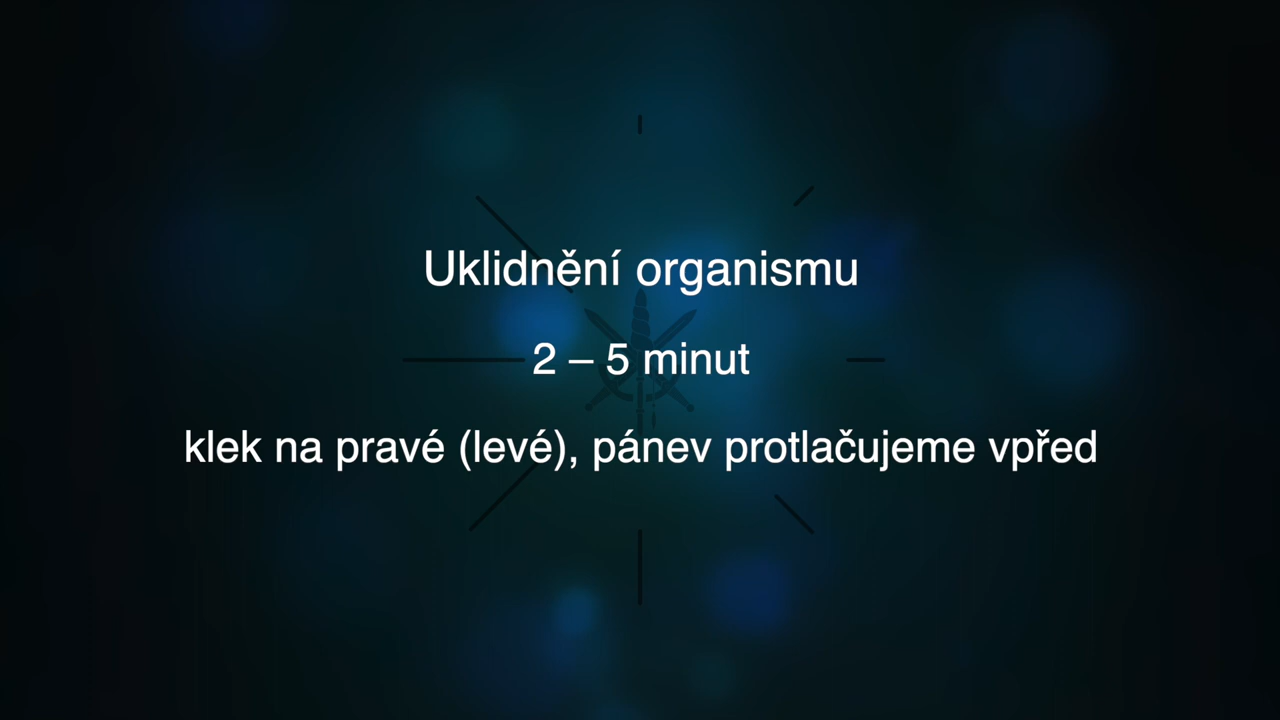 Uklidnění organismu
2 – 5 minut
klek na pravé (levé), pánev protlačujeme vpřed